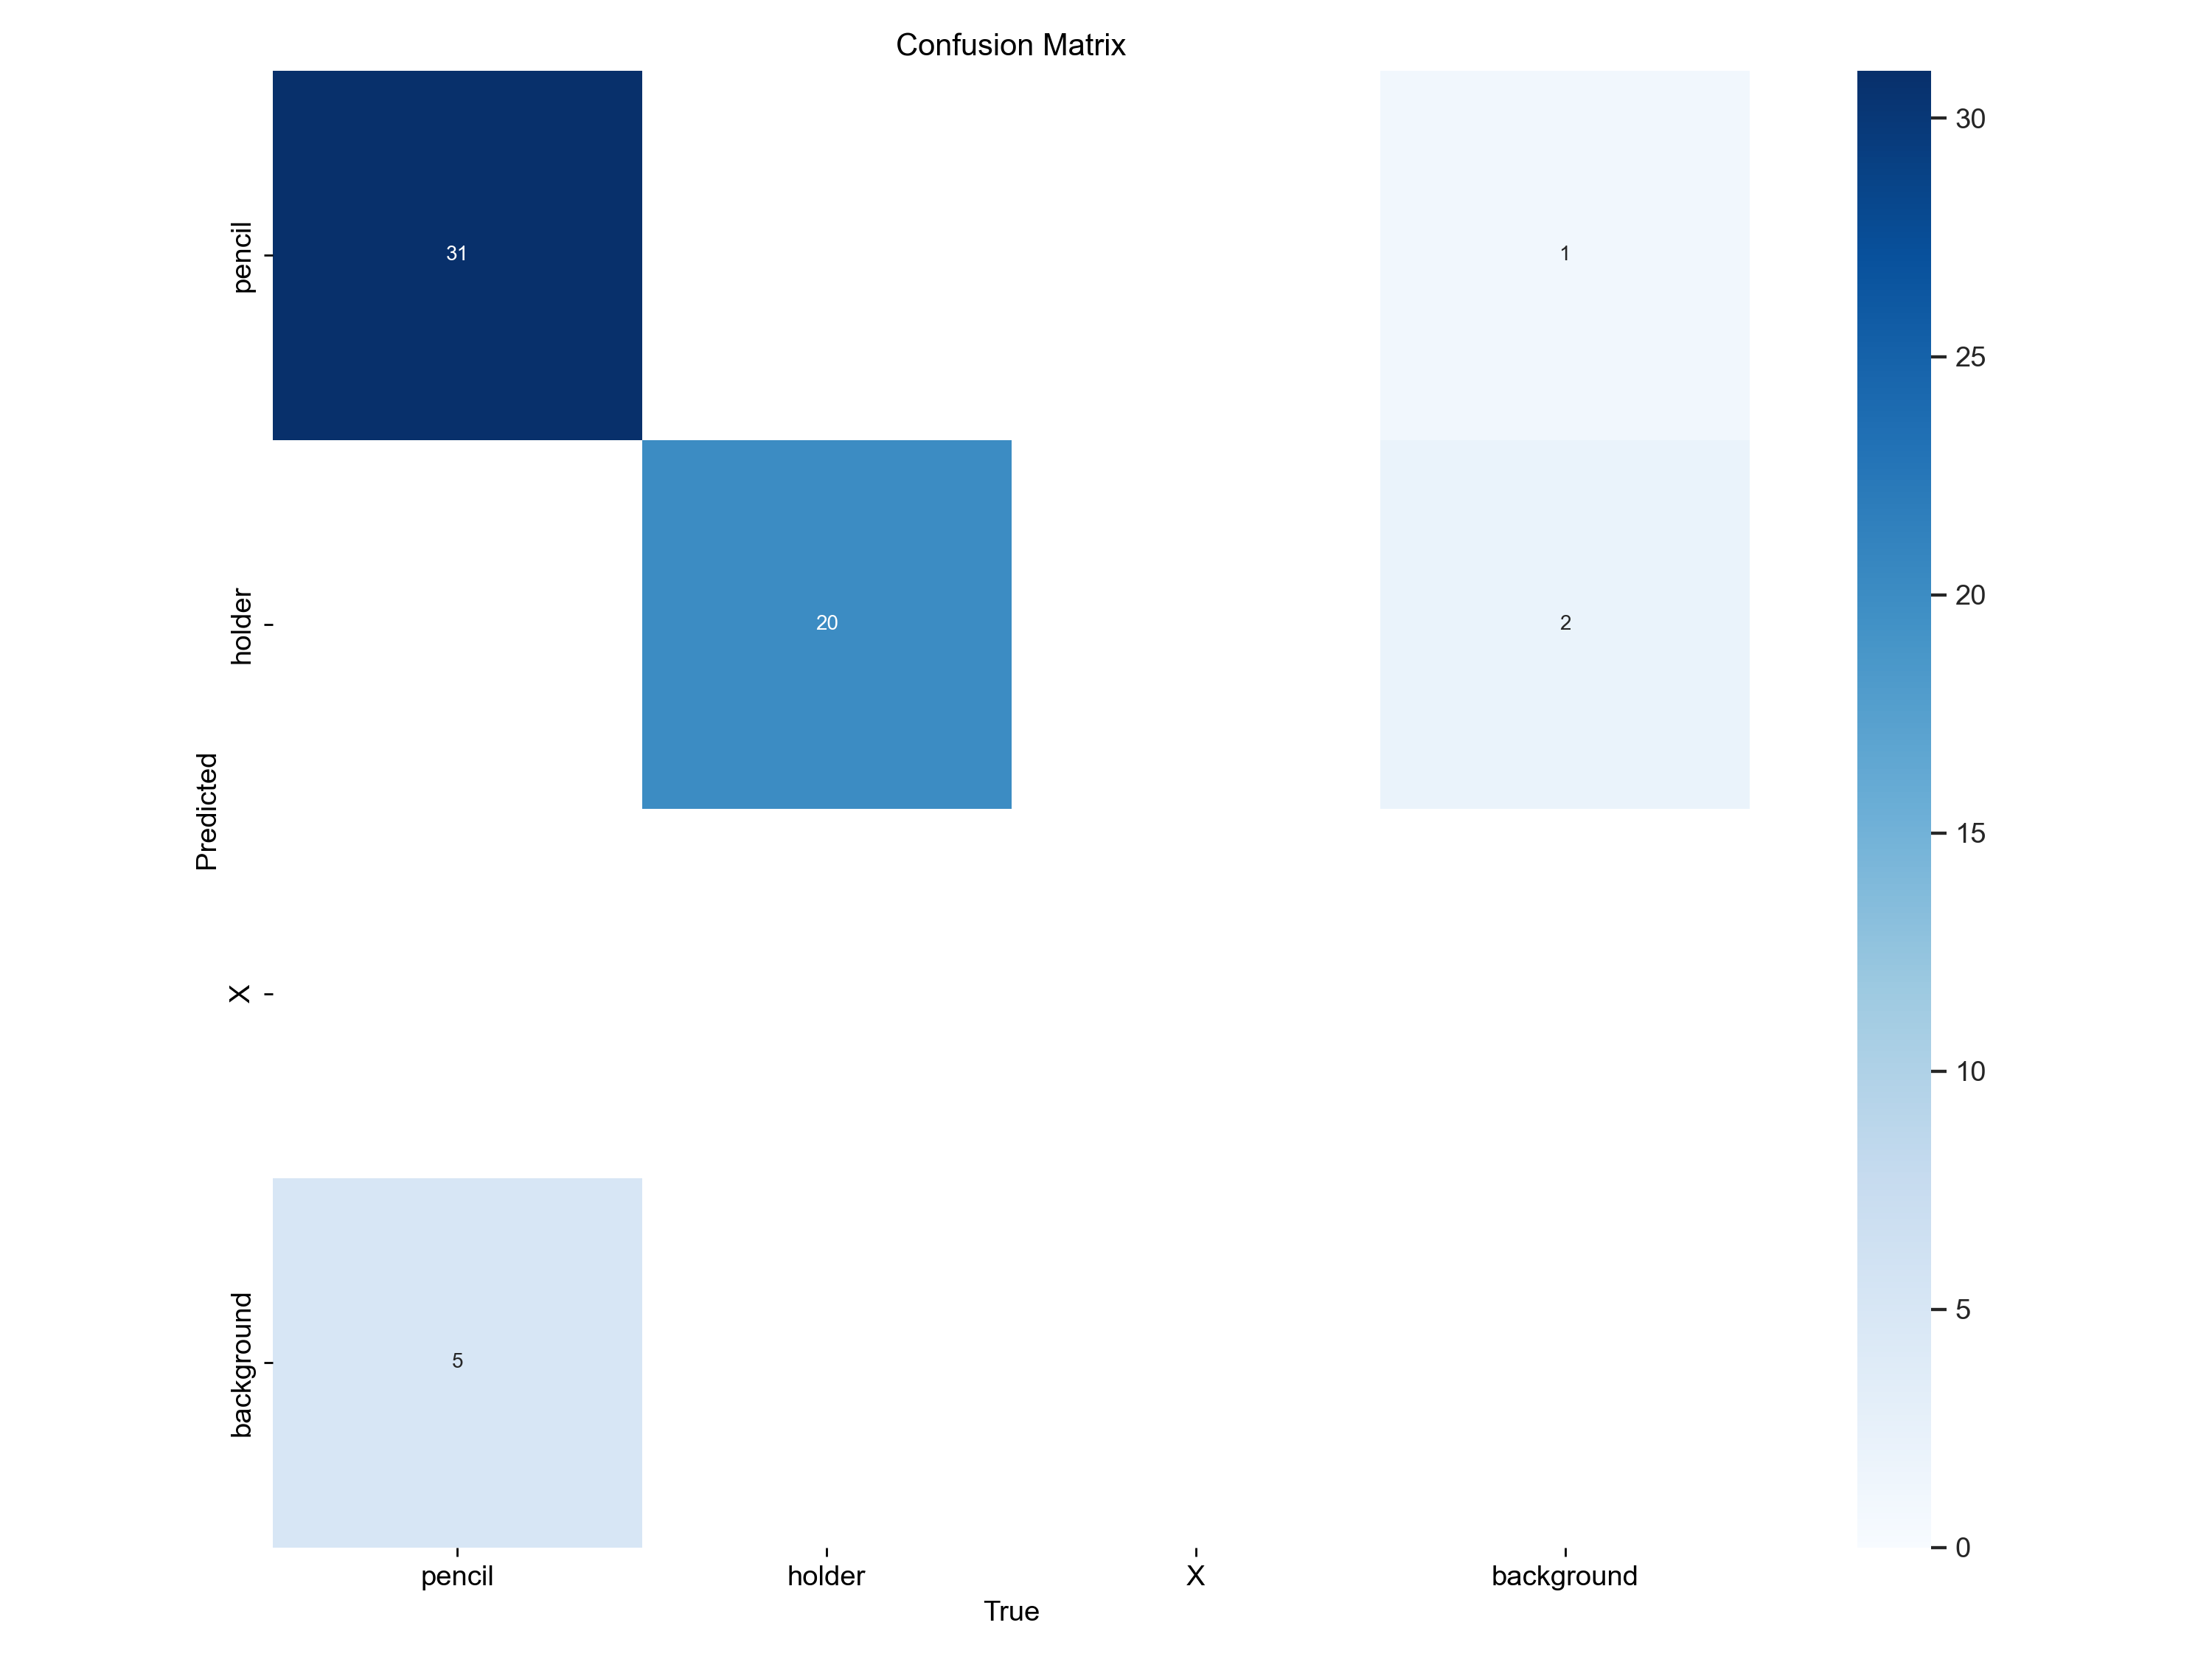 Confusion Matrix
pencil
31
1
holder
20
2
X
background
5
Predicted
pencil
holder
X
background
True
30
25
20
15
10
5
0